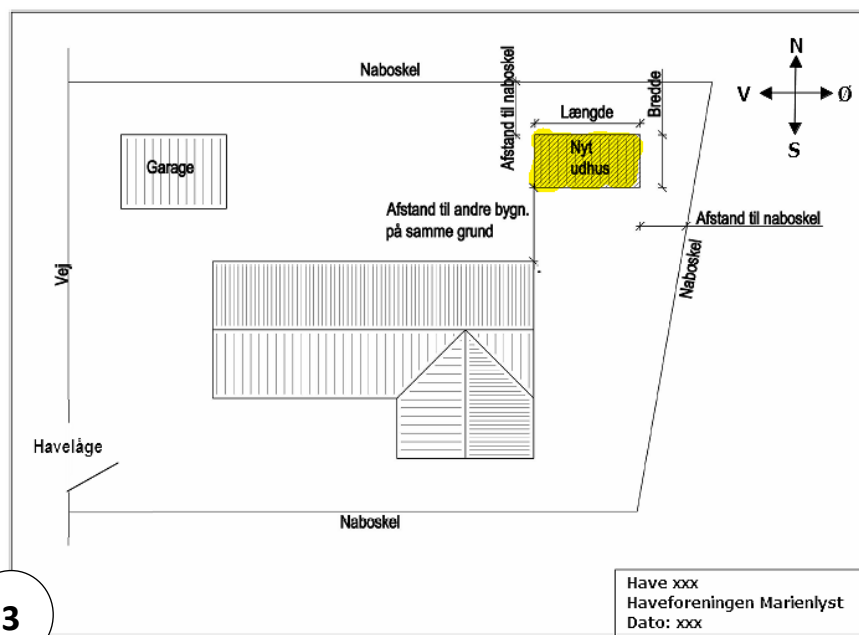 Naboskel
N
V
Ø
S
Afstand til naboskel
Længde
Bredde
Garage
Nyt
udhus
Afstand til andre bygn.
på samme grund
Afstand til naboskel
Vej
Naboskel
Havelåge
Naboskel
Have xxx
Haveforeningen Marienlyst
Dato: xxx
3